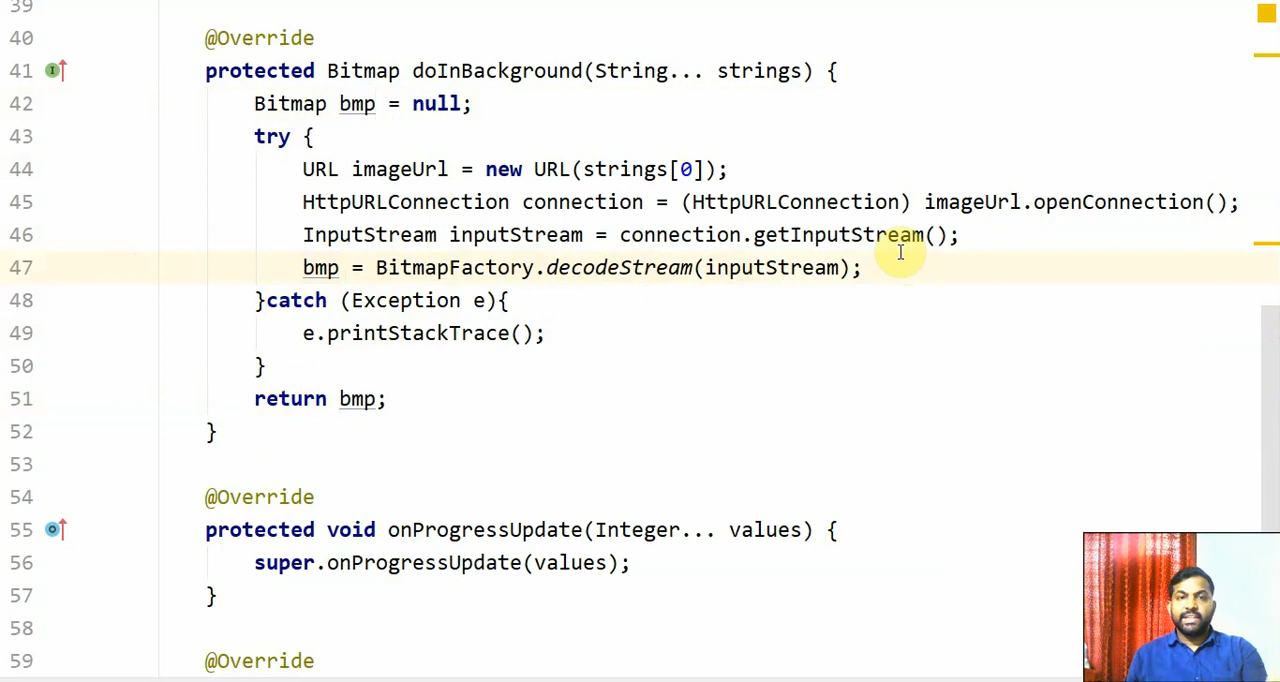 39
40 @Override
41 protected Bitmap doInBackground(String... strings) {
42 Bitmap bmp = null;
43 try {
44 URL imageUrl = new URL(strings[0]);
45 HttpURLConnection connection = (HttpURLConnection) imageUrl.openConnection();
46 InputStream inputStream = connection.getInputStream();
47 bmp = BitmapFactory.decodeStream(inputStream);
48 }catch (Exception e){
49 e.printStackTrace();
50 }
51 return bmp;
52 }
53
54 @Override
55 protected void onProgressUpdate(Integer... values) {
56 super.onProgressUpdate(values);
57 }
58
59 @Override